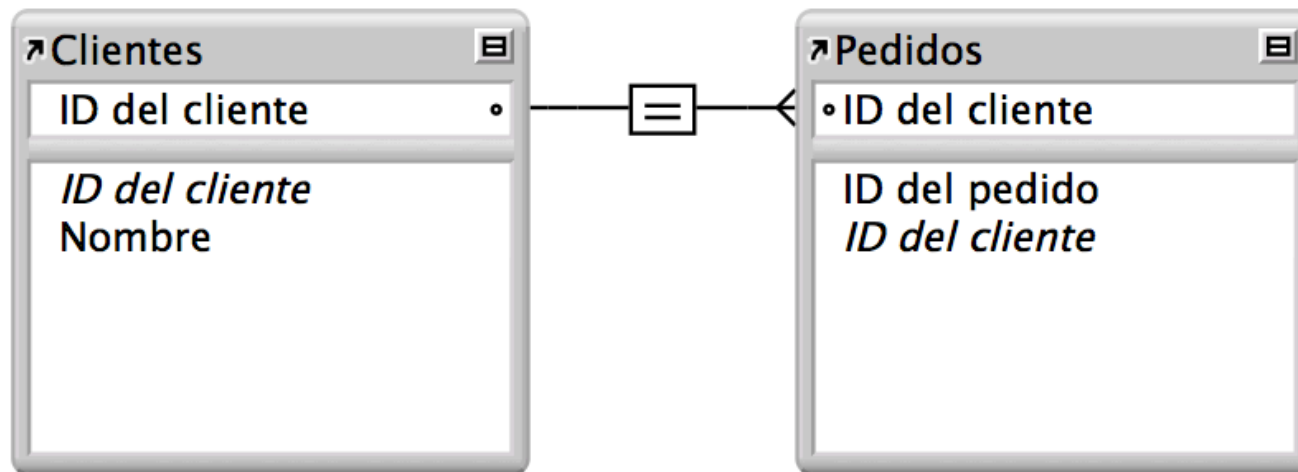 Clientes
ID del cliente
ID del cliente
Nombre
=
Pedidos
ID del cliente
ID del pedido
ID del cliente